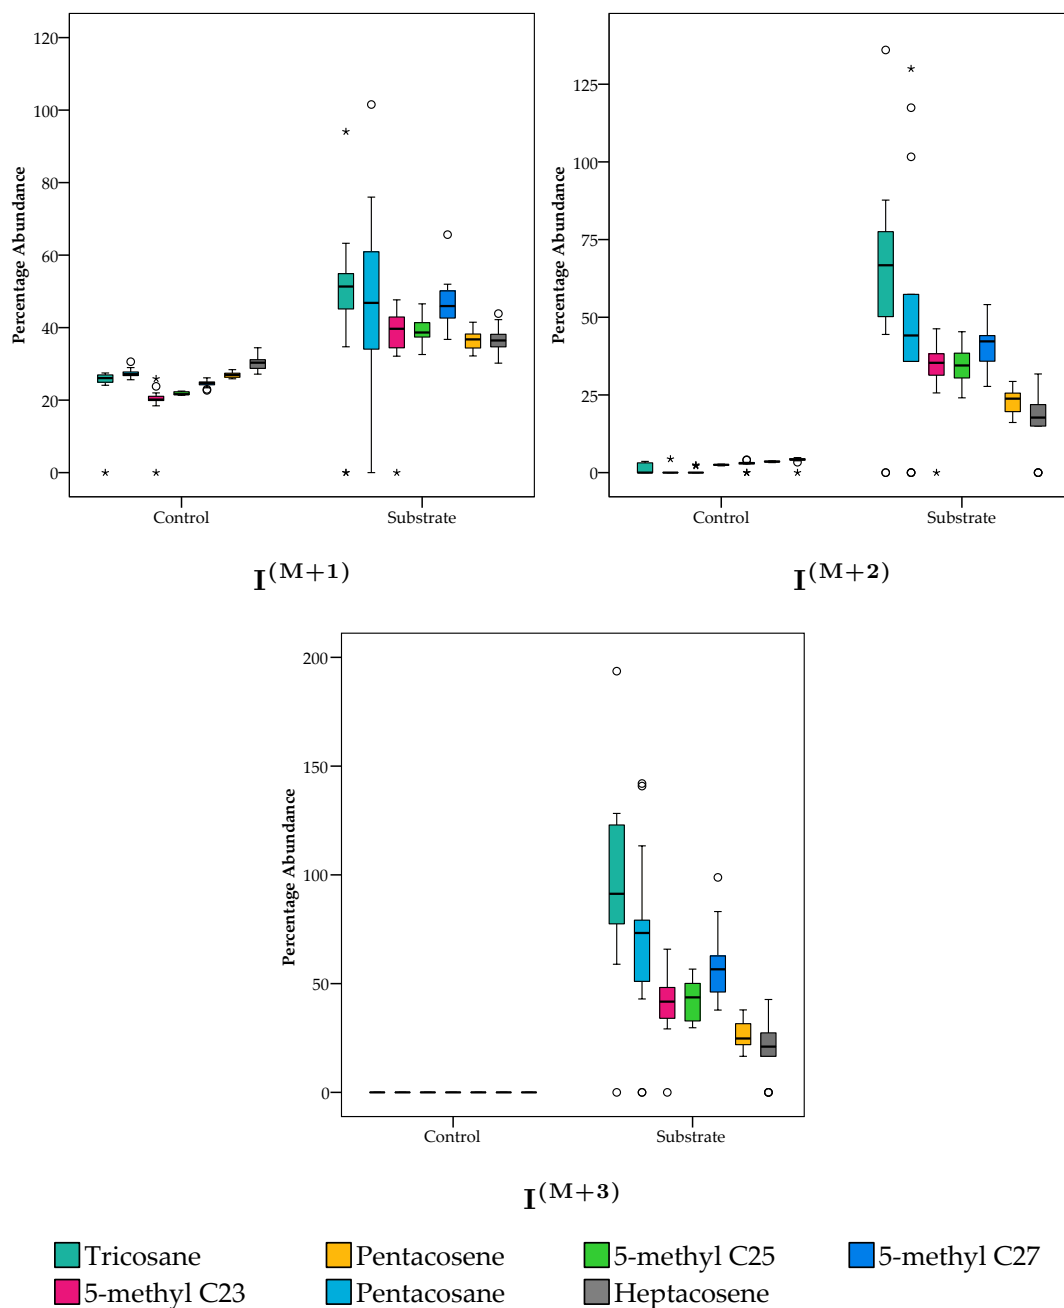 120
100
80
60
40
20
0
Percentage Abundance
Control
Substrate
I^(M+1)
125
100
75
50
25
0
Percentage Abundance
Control
Substrate
I^(M+2)
200
150
100
50
0
Percentage Abundance
Control
Substrate
I^(M+3)
Tricosane
Pentacosene
5-methyl C25
5-methyl C27
5-methyl C23
Pentacosane
Heptacosene